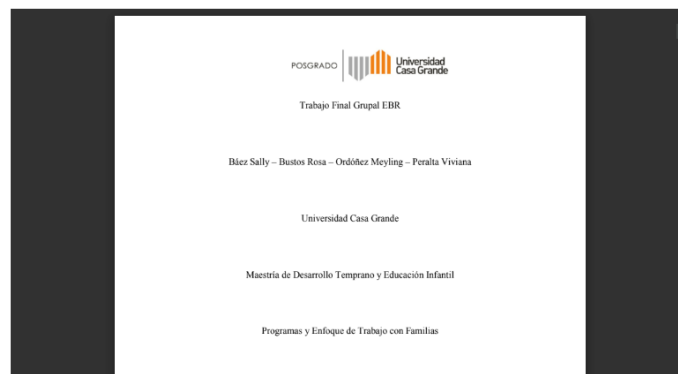 POSGRADO
Universidad
Casa Grande
Trabajo Final Grupal EBR
Báez Sally – Bustos Rosa – Ordóñez Meyling – Peralta Viviana
Universidad Casa Grande
Maestría de Desarrollo Temprano y Educación Infantil
Programas y Enfoque de Trabajo con Familias